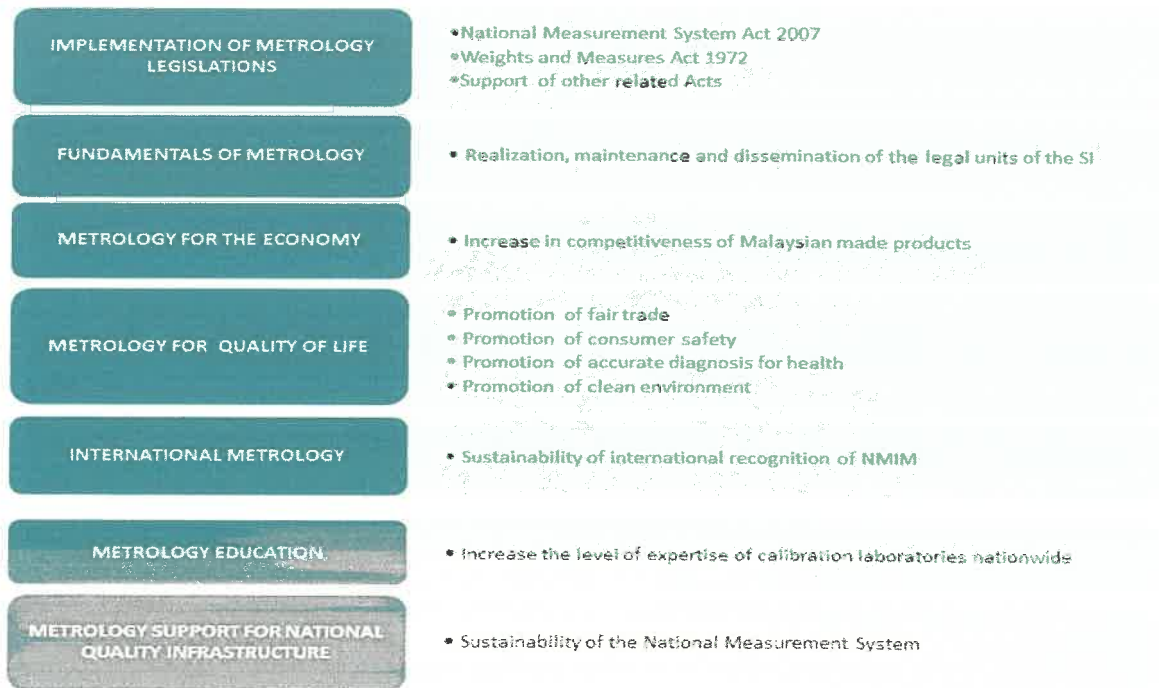 IMPLEMENTATION OF METROLOGY
LEGISLATIONS
•National Measurement System Act 2007
•Weights and Measures Act 1972
•Support of other related Acts
FUNDAMENTALS OF METROLOGY
• Realization, maintenance and dissemination of the legal units of the SI
METROLOGY FOR THE ECONOMY
• Increase in competitiveness of Malaysian made products
METROLOGY FOR QUALITY OF LIFE
• Promotion of fair trade
• Promotion of consumer safety
• Promotion of accurate diagnosis for health
• Promotion of clean environment
INTERNATIONAL METROLOGY
• Sustainability of international recognition of NMIM
METROLOGY EDUCATION
• Increase the level of expertise of calibration laboratories nationwide
METROLOGY SUPPORT FOR NATIONAL
QUALITY INFRASTRUCTURE
• Sustainability of the National Measurement System